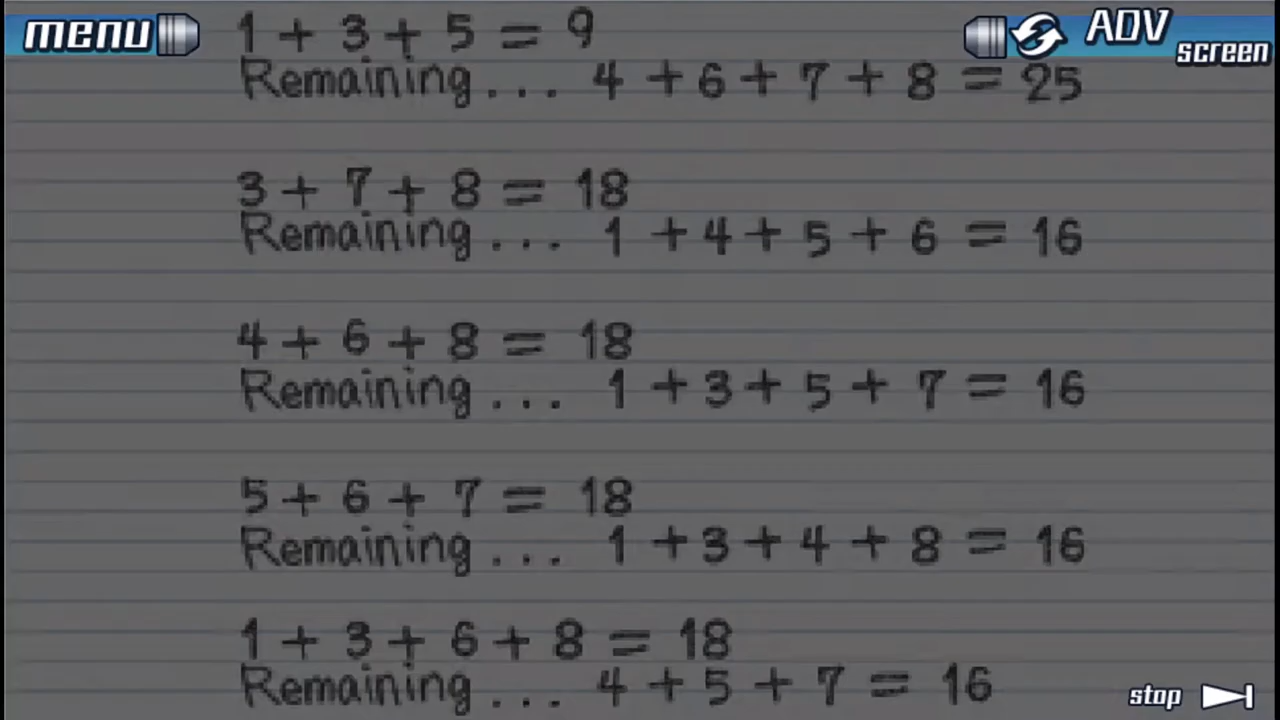 menu
ADV
screen
1 + 3 + 5 = 9
Remaining ... 4 + 6 + 7 + 8 = 25
3 + 7 + 8 = 18
Remaining ... 1 + 4 + 5 + 6 = 16
4 + 6 + 8 = 18
Remaining ... 1 + 3 + 5 + 7 = 16
5 + 6 + 7 = 18
Remaining ... 1 + 3 + 4 + 8 = 16
1 + 3 + 6 + 8 = 18
Remaining ... 4 + 5 + 7 = 16
stop